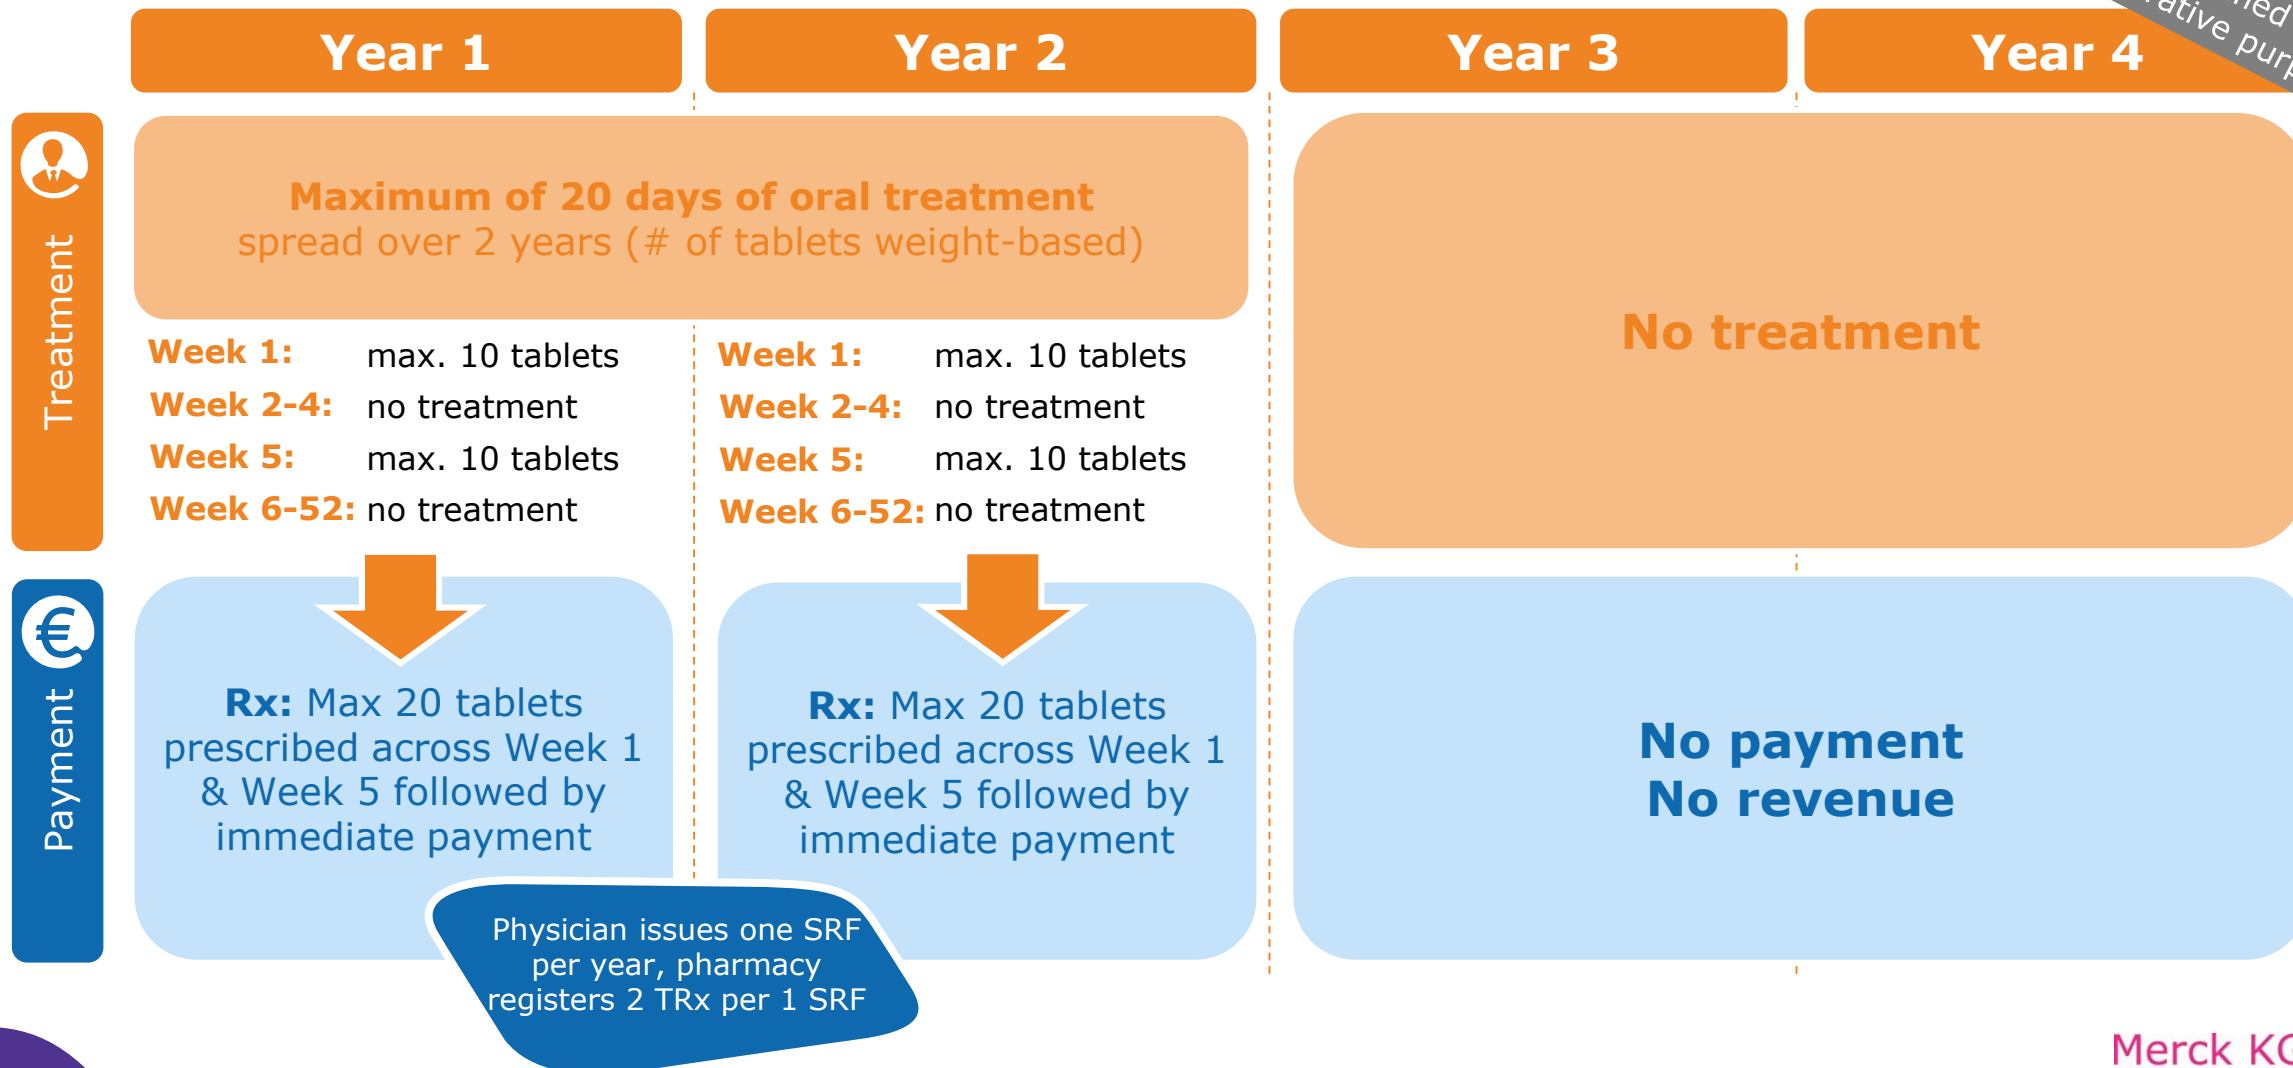 Year 1
Year 2
Year 3
Year 4
purp
Treatment
Maximum of 20 days of oral treatment
spread over 2 years (# of tablets weight-based)
Week 1: max. 10 tablets
Week 2-4: no treatment
Week 5: max. 10 tablets
Week 6-52: no treatment
Week 1: max. 10 tablets
Week 2-4: no treatment
Week 5: max. 10 tablets
Week 6-52: no treatment
No treatment
€
Payment
Rx: Max 20 tablets
prescribed across Week 1
& Week 5 followed by
immediate payment
Rx: Max 20 tablets
prescribed across Week 1
& Week 5 followed by
immediate payment
Physician issues one SRF
per year, pharmacy
registers 2 TRx per 1 SRF
No payment
No revenue
Merck KG